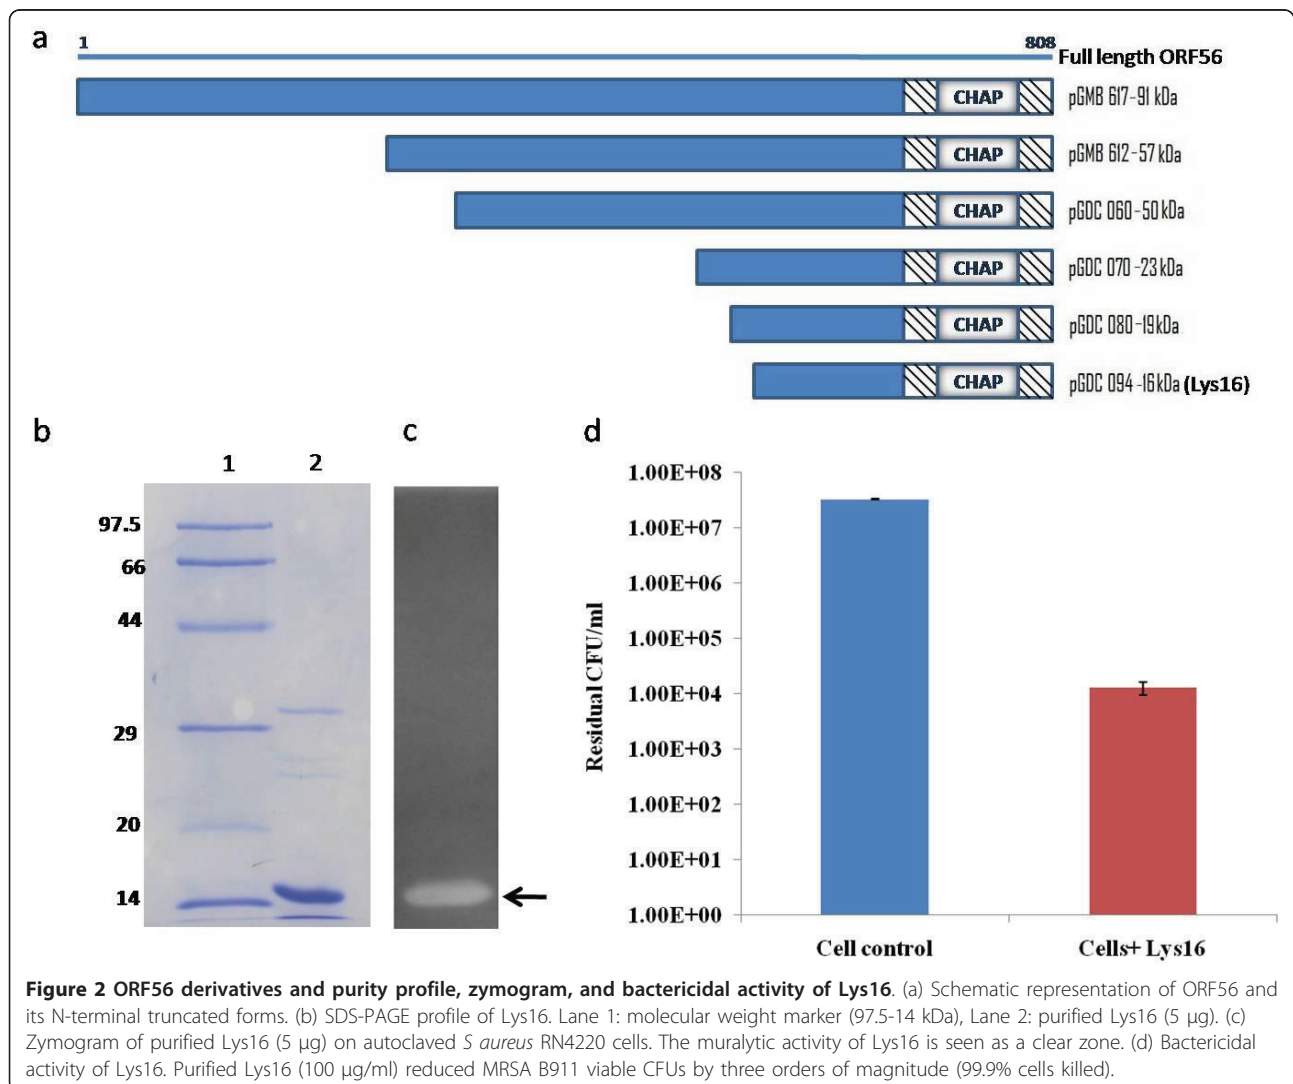 a
1 808
Full length ORF56
CHAP pGMB 617-91 kDa
CHAP pGMB 612-57 kDa
CHAP pGDC 060-50 kDa
CHAP pGDC 070-23 kDa
CHAP pGDC 080-19 kDa
CHAP pGDC 094-16 kDa (Lys16)
b
1 2
97.5
66
44
29
20
14
c
d
Residual CFU/ml
1.00E+08
1.00E+07
1.00E+06
1.00E+05
1.00E+04
1.00E+03
1.00E+02
1.00E+01
1.00E+00
Cell control Cells+ Lys16
Figure 2 ORF56 derivatives and purity profile, zymogram, and bactericidal activity of Lys16. (a) Schematic representation of ORF56 and
its N-terminal truncated forms. (b) SDS-PAGE profile of Lys16. Lane 1: molecular weight marker (97.5-14 kDa), Lane 2: purified Lys16 (5 μg). (c)
Zymogram of purified Lys16 (5 μg) on autoclaved S aureus RN4220 cells. The muralytic activity of Lys16 is seen as a clear zone. (d) Bactericidal
activity of Lys16. Purified Lys16 (100 μg/ml) reduced MRSA B911 viable CFUs by three orders of magnitude (99.9% cells killed).